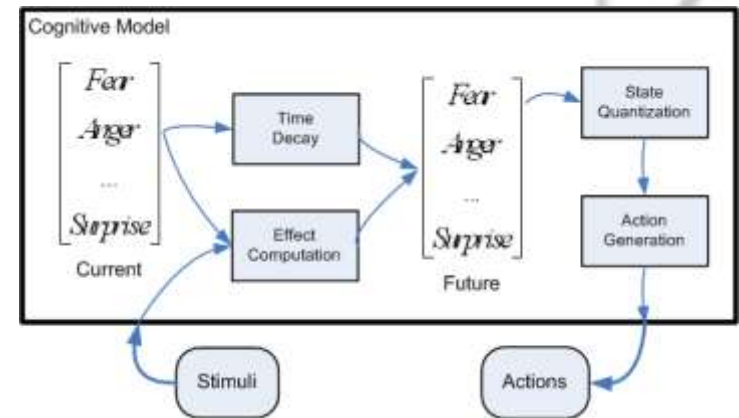 Cognitive Model
Fear
Anger
...
Surprise
Current
Time
Decay
Effect
Computation
Fear
Anger
...
Surprise
Future
State
Quantization
Action
Generation
Stimuli
Actions